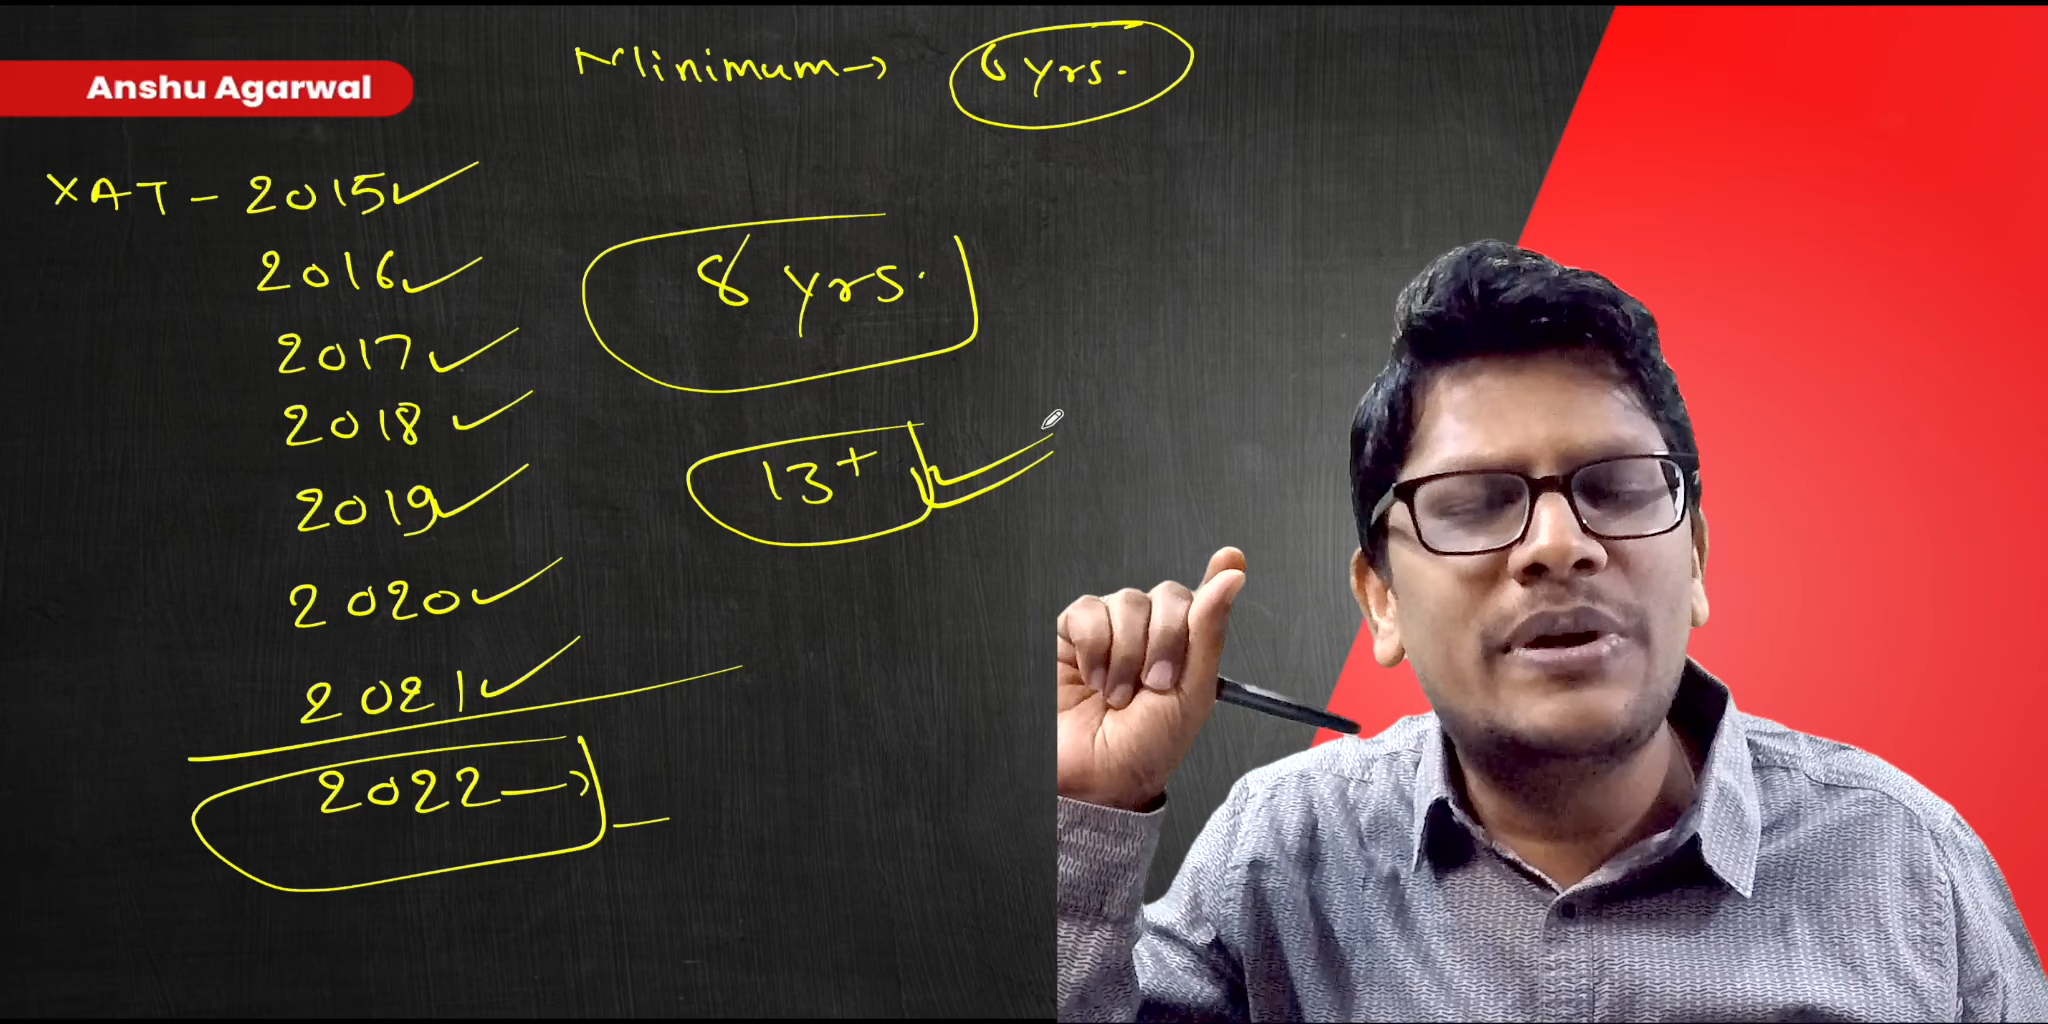 Minimum → 6 yrs.
Anshu Agarwal
XAT - 2015 ✓
2016 ✓
8 yrs.
2017 ✓
2018 ✓
13+
2019 ✓
2020 ✓
2021 ✓
2022 →